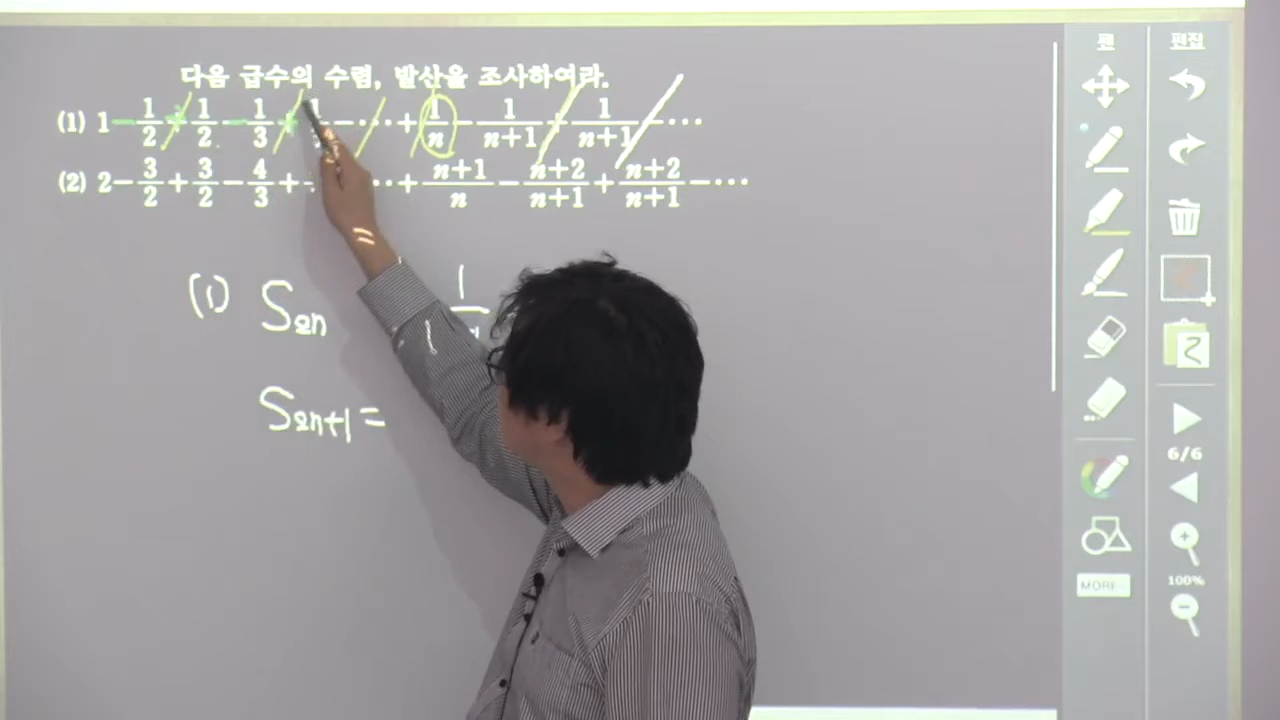 다음 급수의 수렴, 발산을 조사하여라.
(1) 1 - 1/2 + 1/2 - 1/3 + 1 - ··· + 1/n - 1/(n+1) + 1/(n+1) ···
(2) 2 - 3/2 + 3/2 - 4/3 + ·· + (n+1)/n - (n+2)/(n+1) + (n+2)/(n+1) - ···
(1) S2n 1
S2n+1 =
펜
편집
6/6
100%
MORE